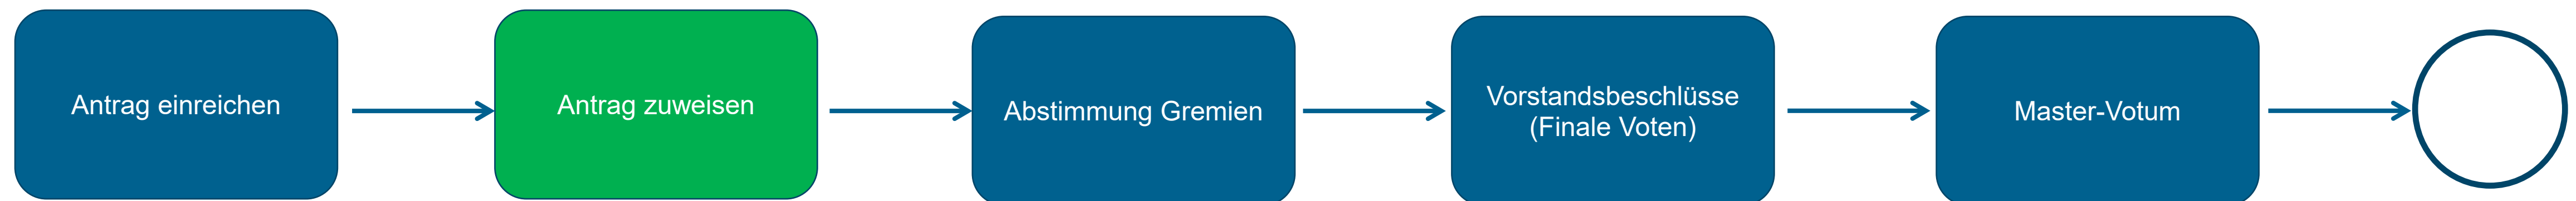 Antrag einreichen
Antrag zuweisen
Abstimmung Gremien
Vorstandsbeschlüsse
(Finale Voten)
Master-Votum